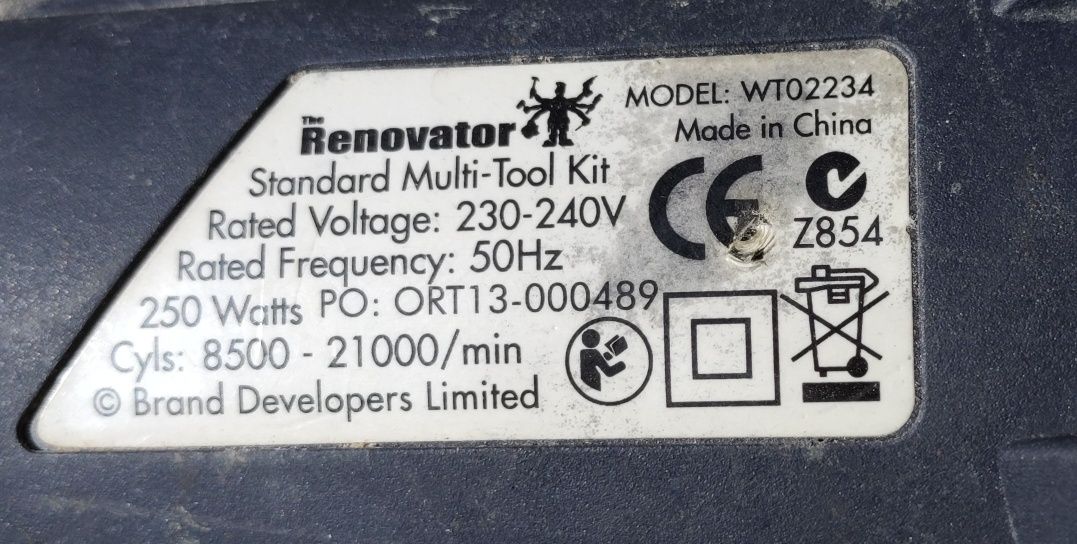 The Renovator
MODEL: WT02234
Made in China
Standard Multi-Tool Kit
Rated Voltage: 230-240V
Rated Frequency: 50Hz
250 Watts PO: ORT13-000489
Cyls: 8500 - 21000/min
© Brand Developers Limited
CE
Z854